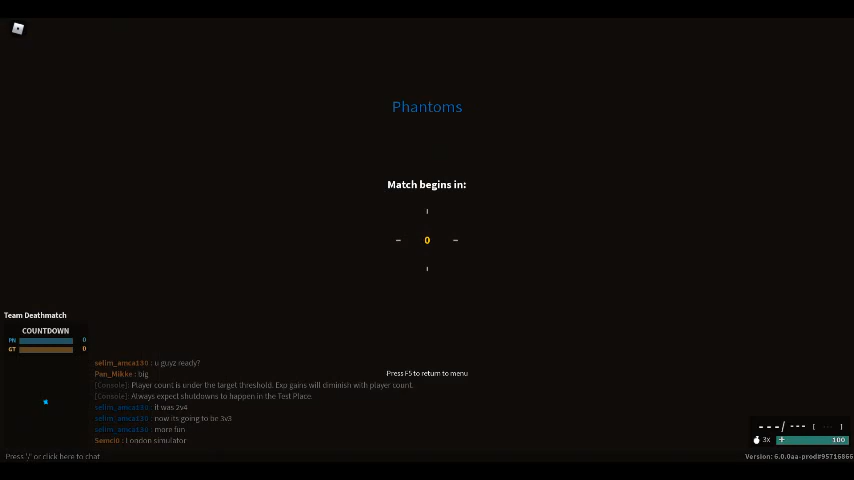 Phantoms
Match begins in:
0
Team Deathmatch
COUNTDOWN
PN 0
GT 0
selim_amca130 : u guyz ready?
Pan_Mikke : big
[Console]: Player count is under the target threshold. Exp gains will diminish with player count.
[Console]: Always expect shutdowns to happen in the Test Place.
selim_amca130 : it was 2v4
selim_amca130 : now its going to be 3v3
selim_amca130 : more fun
: London simulator
Press F5 to return to menu
Press '/' or click here to chat
---/ --- [ --- ]
3x + 100
Version: 6.0.0aa-prod#95716866